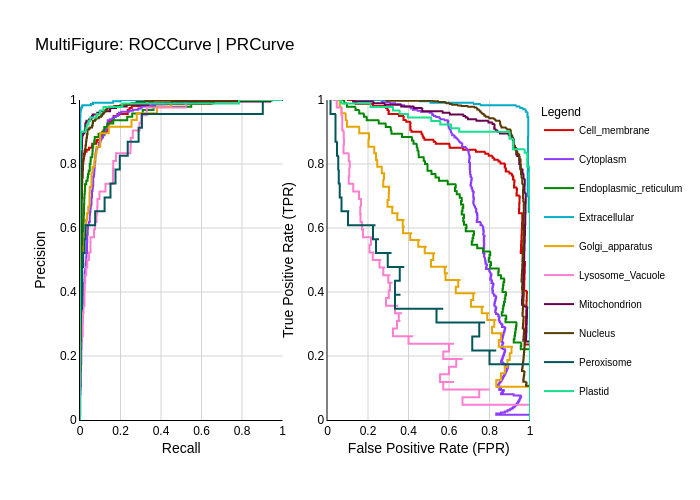 MultiFigure: ROCCurve | PRCurve
Precision
1
0.8
0.6
0.4
0.2
0
0
0.2
0.4
0.6
0.8
1
Recall
True Positive Rate (TPR)
1
0.8
0.6
0.4
0.2
0
0
0.2
0.4
0.6
0.8
1
False Positive Rate (FPR)
Legend
Cell_membrane
Cytoplasm
Endoplasmic_reticulum
Extracellular
Golgi_apparatus
Lysosome_Vacuole
Mitochondrion
Nucleus
Peroxisome
Plastid